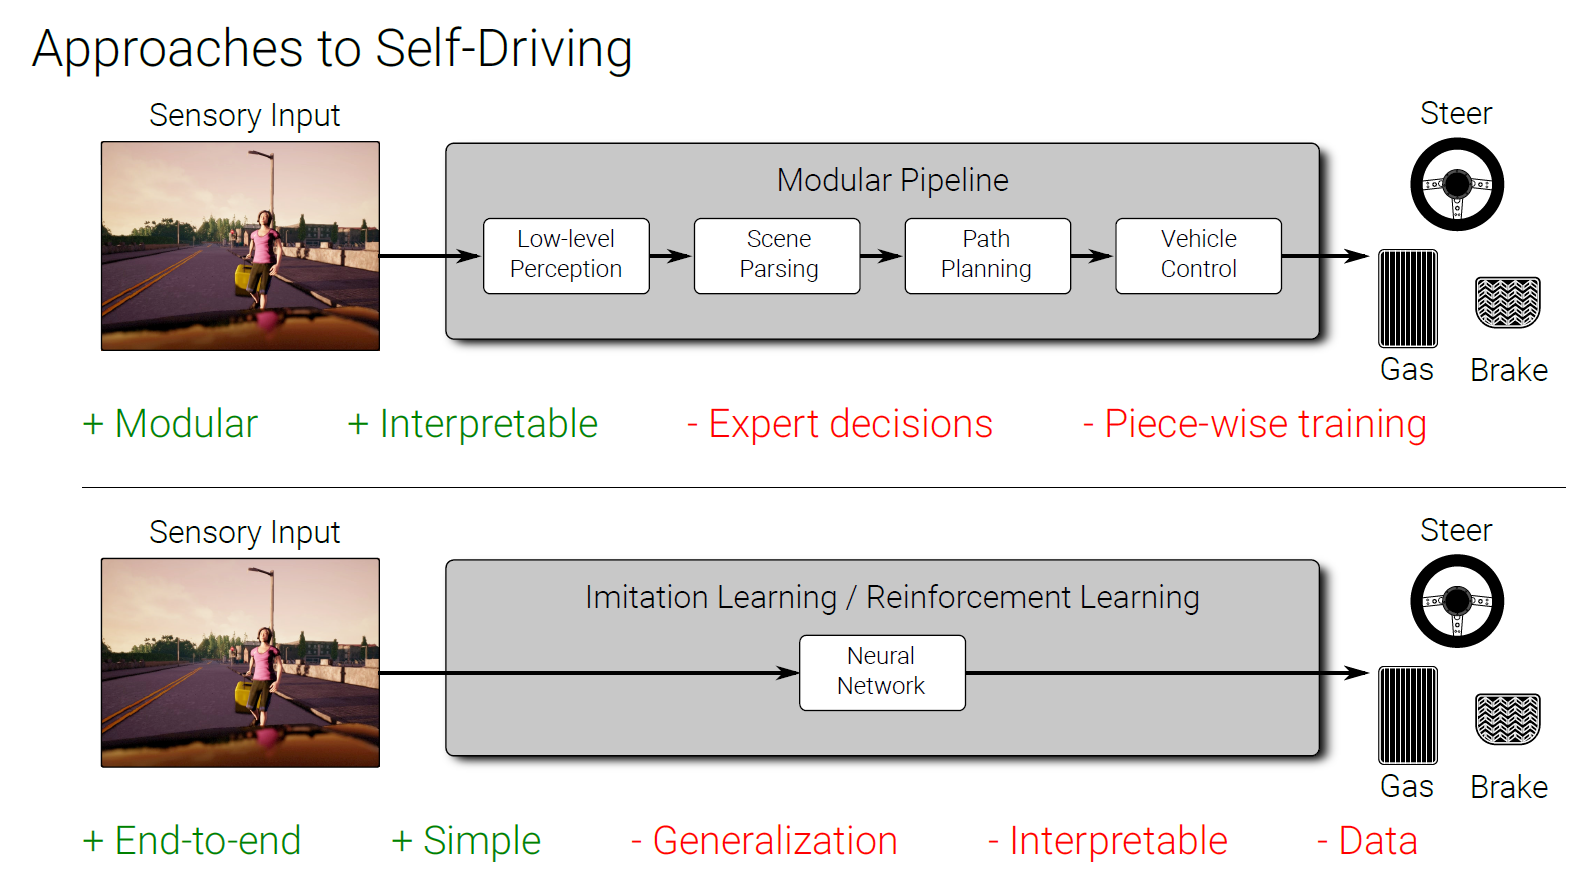 Approaches to Self-Driving
Sensory Input
Modular Pipeline
Low-level
Perception
Scene
Parsing
Path
Planning
Vehicle
Control
Steer
Gas
Brake
+ Modular
+ Interpretable
- Expert decisions
- Piece-wise training
Sensory Input
Imitation Learning / Reinforcement Learning
Neural
Network
Steer
Gas
Brake
+ End-to-end
+ Simple
- Generalization
- Interpretable
- Data